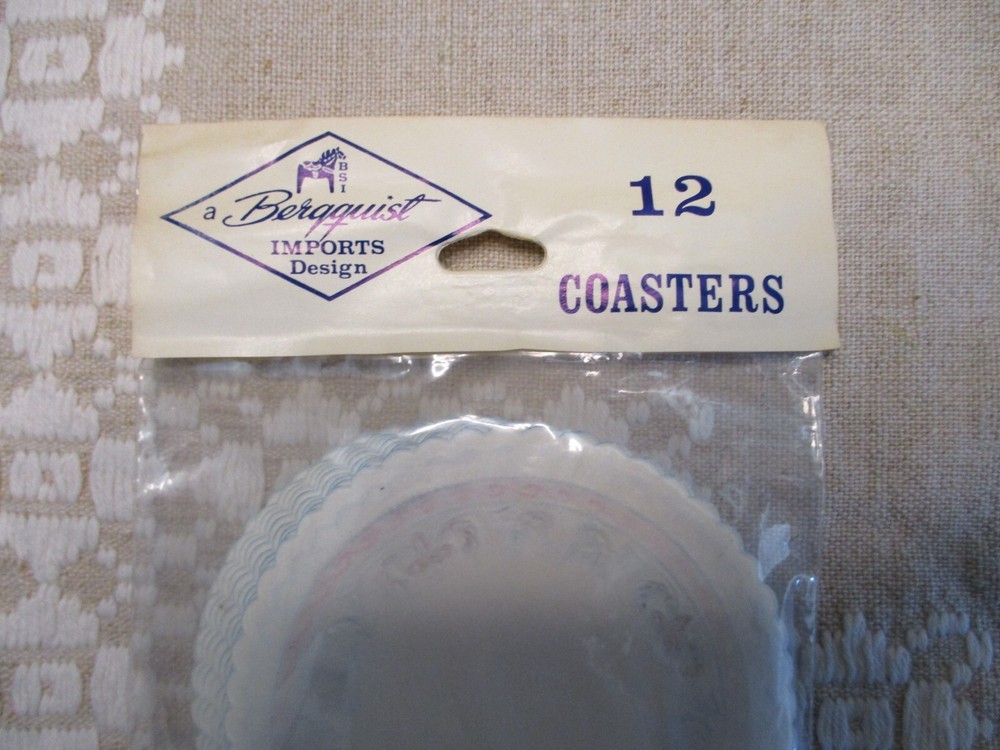 BSI
a Bergquist
IMPORTS
Design
12
COASTERS